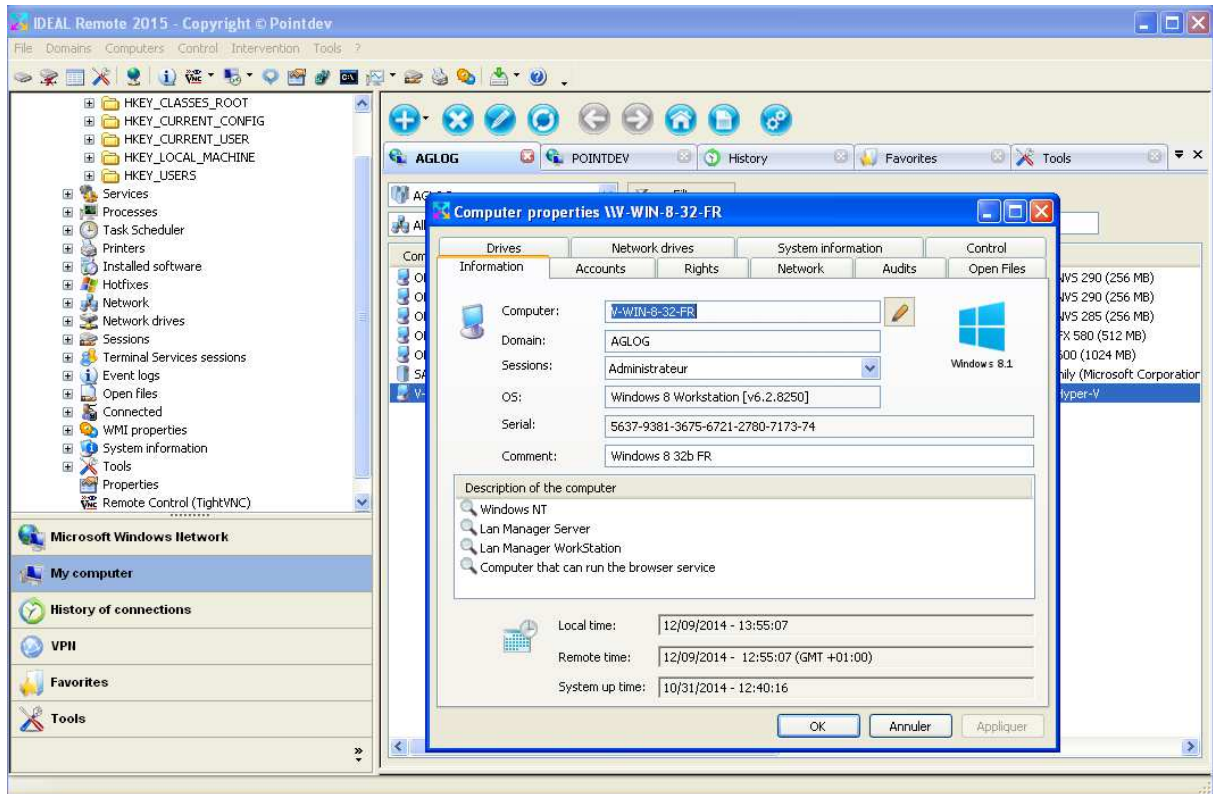 IDEAL Remote 2015 - Copyright © Pointdev
File Domains Computers Control Intervention Tools ?
HKEY_CLASSES_ROOT
HKEY_CURRENT_CONFIG
HKEY_CURRENT_USER
HKEY_LOCAL_MACHINE
HKEY_USERS
Services
Processes
Task Scheduler
Printers
Installed software
Hotfixes
Network
Network drives
Sessions
Terminal Services sessions
Event logs
Open files
Connected
WMI properties
System information
Tools
Properties
Remote Control (TightVNC)
Microsoft Windows Network
My computer
History of connections
VPN
Favorites
Tools
AGLOG POINTDEV History Favorites Tools
NVS 290 (256 MB)
NVS 290 (256 MB)
NVS 285 (256 MB)
FX 580 (512 MB)
600 (1024 MB)
(Microsoft Corporation
Hyper-V
Computer properties \\V-WIN-8-32-FR
Drives Network drives System information Control
Information Accounts Rights Network Audits Open Files
Computer: V-WIN-8-32-FR
Domain: AGLOG
Windows 8.1
Sessions: Administrateur
OS: Windows 8 Workstation [v6.2.8250]
Serial: 5637-9381-3675-6721-2780-7173-74
Comment: Windows 8 32b FR
Description of the computer
Windows NT
Lan Manager Server
Lan Manager WorkStation
Computer that can run the browser service
Local time: 12/09/2014 - 13:55:07
Remote time: 12/09/2014 - 12:55:07 (GMT +01:00)
System up time: 10/31/2014 - 12:40:16
OK Annuler Appliquer